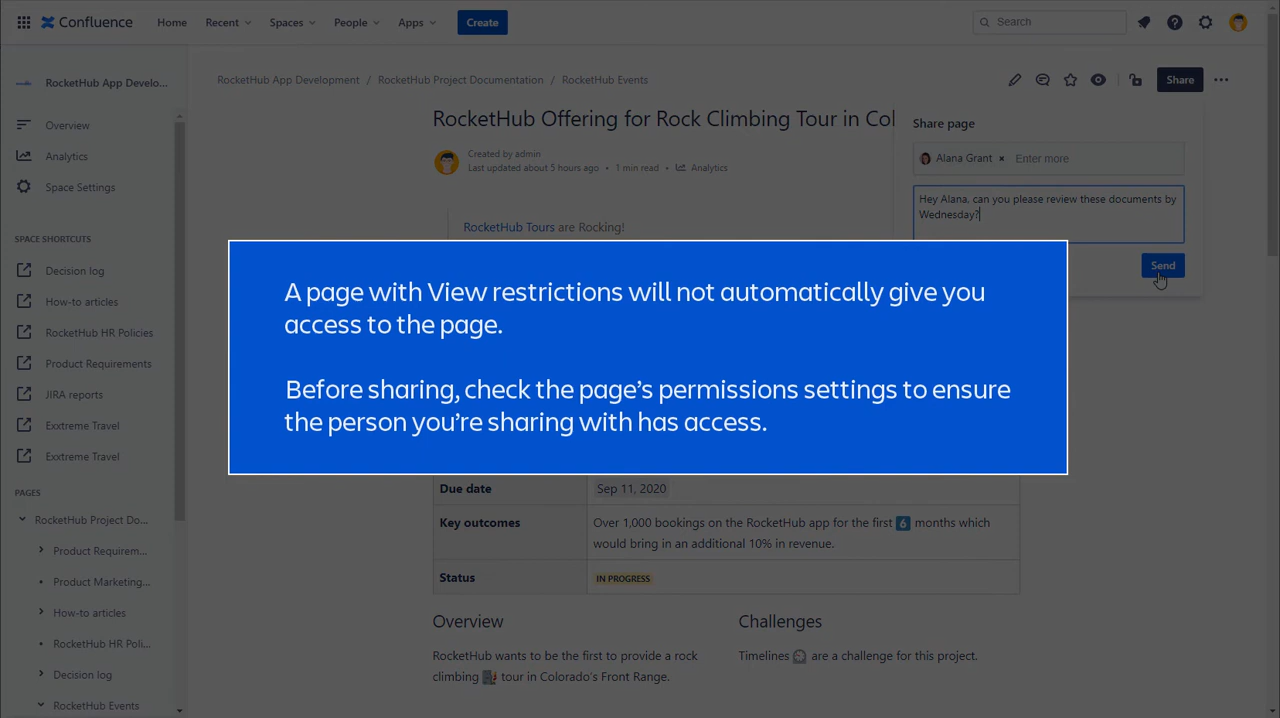 Confluence
Home
Recent
Spaces
People
Apps
Create
Search
RocketHub App Develo...
Overview
Analytics
Space Settings
SPACE SHORTCUTS
Decision log
How-to articles
RocketHub HR Policies
Product Requirements
JIRA reports
Exxtreme Travel
Exxtreme Travel
PAGES
RocketHub Project Do...
Product Requirem...
Product Marketing...
How-to articles
RocketHub HR Poli...
Decision log
RocketHub Events
RocketHub App Development / RocketHub Project Documentation / RocketHub Events
Share
RocketHub Offering for Rock Climbing Tour in Col
Created by admin
Last updated about 5 hours ago • 1 min read • Analytics
RocketHub Tours are Rocking!
Share page
Alana Grant × Enter more
Hey Alana, can you please review these documents by
Wednesday?
Send
A page with View restrictions will not automatically give you
access to the page.
Before sharing, check the page’s permissions settings to ensure
the person you’re sharing with has access.
Due date
Sep 11, 2020
Key outcomes
Over 1,000 bookings on the RocketHub app for the first 6 months which
would bring in an additional 10% in revenue.
Status
IN PROGRESS
Overview
RocketHub wants to be the first to provide a rock
climbing tour in Colorado's Front Range.
Challenges
Timelines are a challenge for this project.